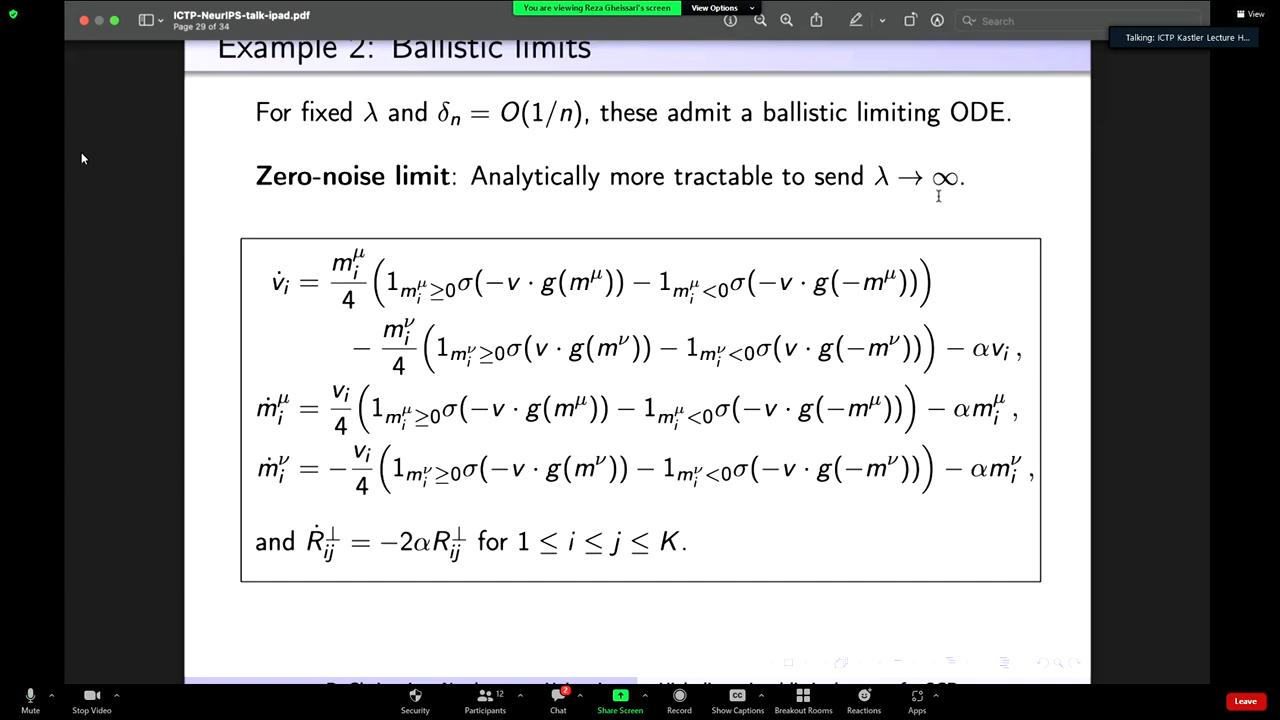 ICTP-NeurIPS-talk-ipad.pdf
Page 29 of 34
You are viewing Reza Gheissari's screen
View Options
Search
View
Talking: ICTP Kastler Lecture H...
Example 2: Ballistic limits
For fixed λ and δ_n = O(1/n), these admit a ballistic limiting ODE.
Zero-noise limit: Analytically more tractable to send λ → ∞.
v̇_i = m_i^μ/4 (1_{m_i^μ≥0}σ(−v · g(m^μ)) − 1_{m_i^μ<0}σ(−v · g(−m^μ)))
− m_i^ν/4 (1_{m_i^ν≥0}σ(v · g(m^ν)) − 1_{m_i^ν<0}σ(v · g(−m^ν))) − αv_i ,
ṁ_i^μ = v_i/4 (1_{m_i^μ≥0}σ(−v · g(m^μ)) − 1_{m_i^μ<0}σ(−v · g(−m^μ))) − αm_i^μ ,
ṁ_i^ν = −v_i/4 (1_{m_i^ν≥0}σ(−v · g(m^ν)) − 1_{m_i^ν<0}σ(−v · g(−m^ν))) − αm_i^ν ,
and Ṙ_{ij}^⊥ = −2αR_{ij}^⊥ for 1 ≤ i ≤ j ≤ K.
Mute
Stop Video
Security
Participants
12
Chat
2
Share Screen
Record
Show Captions
Breakout Rooms
Reactions
Apps
Leave